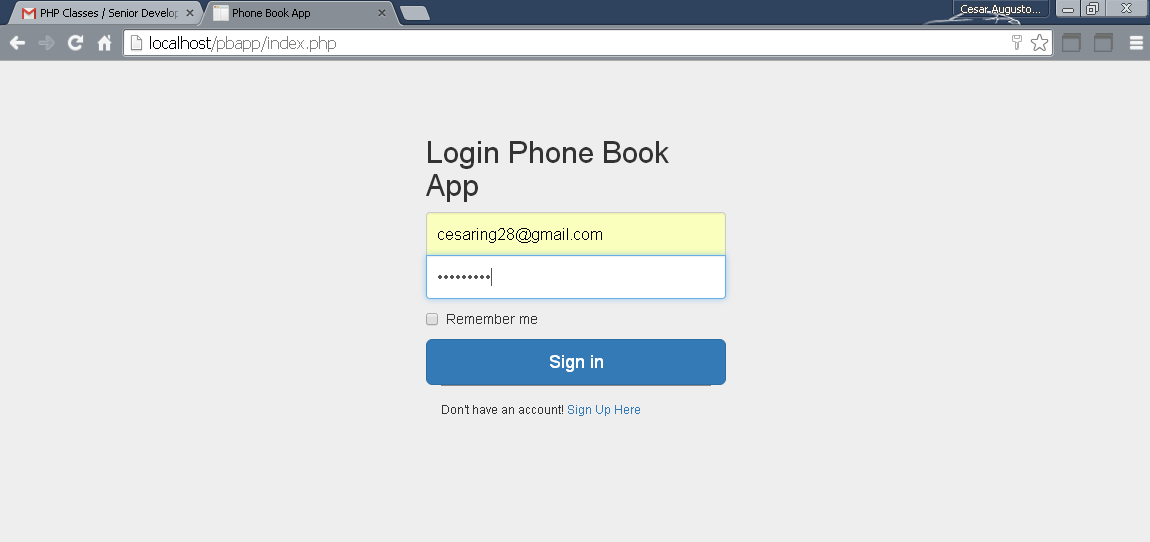 PHP Classes / Senior Develop
Phone Book App
Cesar Augusto...
localhost/pbapp/index.php
Login Phone Book
App
cesaring28@gmail.com
•••••••••
Remember me
Sign in
Don't have an account! Sign Up Here